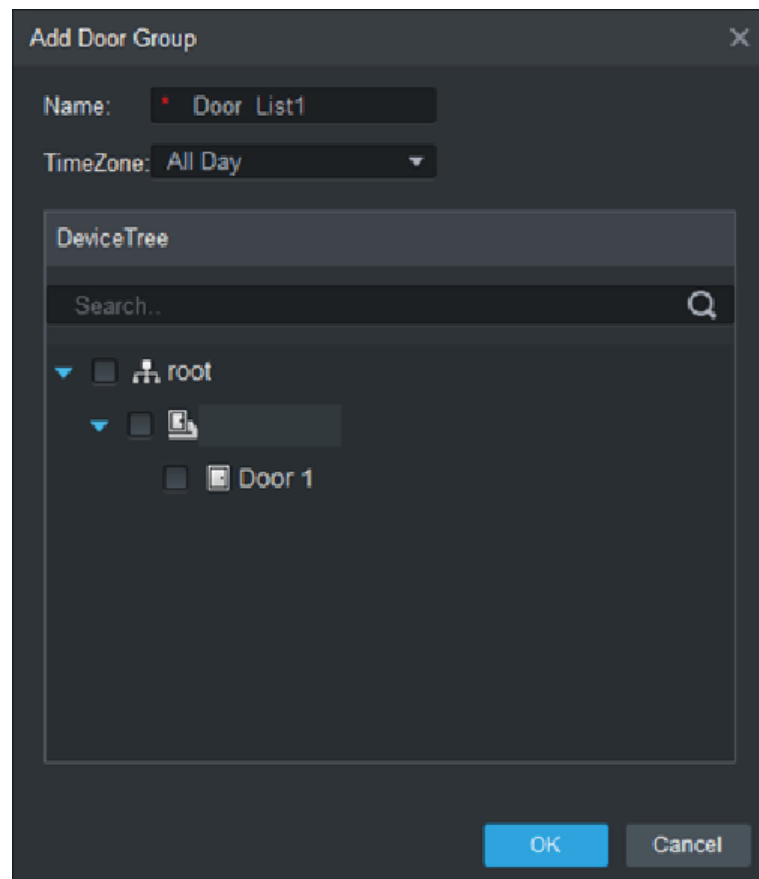 Add Door Group
Name: * Door List1
TimeZone: All Day
DeviceTree
Search..
root
Door 1
OK Cancel